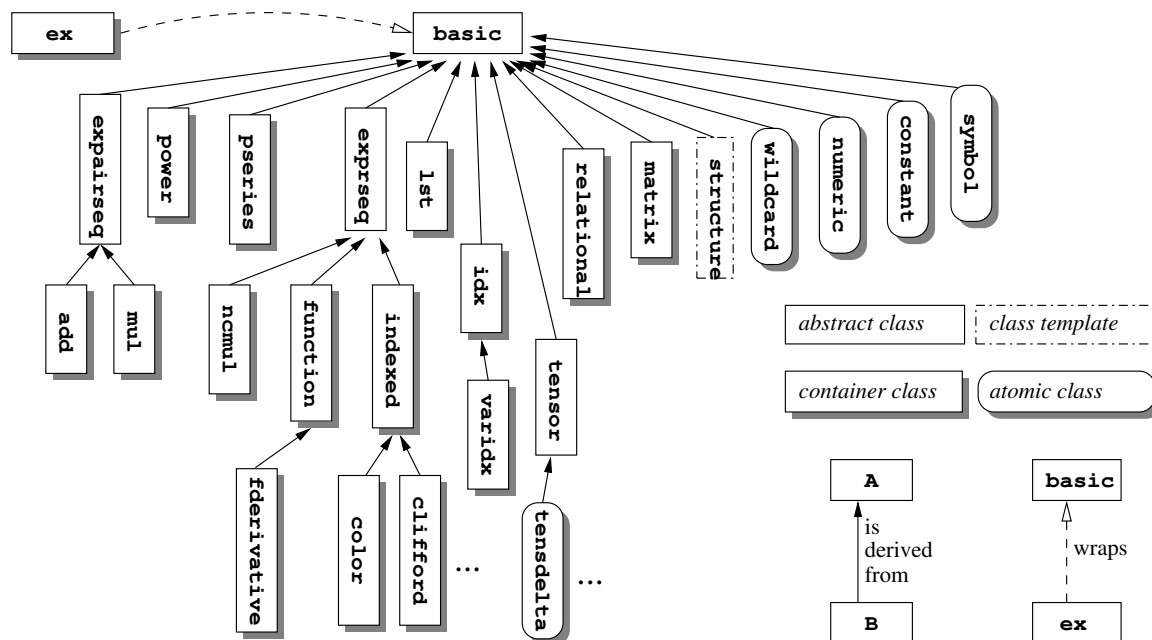 ex
basic
expairseq
power
pseries
exprseq
lst
idx
tensor
relational
matrix
structure
wildcard
numeric
constant
symbol
add
mul
ncmul
function
indexed
varidx
fderivative
color
clifford
...
tensdelta
...
abstract class
class template
container class
atomic class
A
is
derived
from
B
basic
wraps
ex